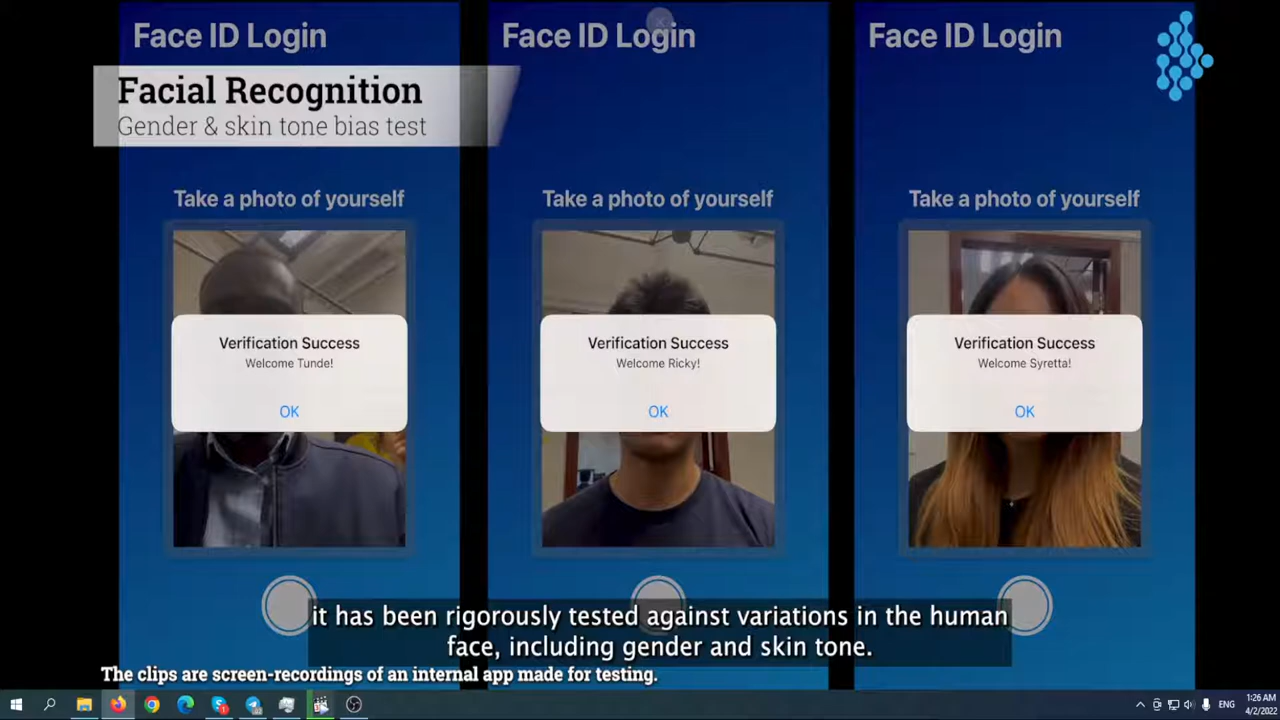 Face ID Login
Face ID Login
Face ID Login
Facial Recognition
Gender & skin tone bias test
Take a photo of yourself
Take a photo of yourself
Take a photo of yourself
Verification Success
Welcome Tunde!
OK
Verification Success
Welcome Ricky!
OK
Verification Success
Welcome Syretta!
OK
it has been rigorously tested against variations in the human
face, including gender and skin tone.
The clips are screen-recordings of an internal app made for testing.
ENG
1:26 AM
4/2/2022